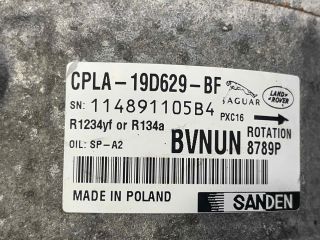 CPLA-19D629-BF
JAGUAR
LAND ROVER
SN: 114891105B4
PXC16
R1234yf or R134a
OIL: SP-A2
BVNUN
ROTATION
8789P
MADE IN POLAND
SANDEN